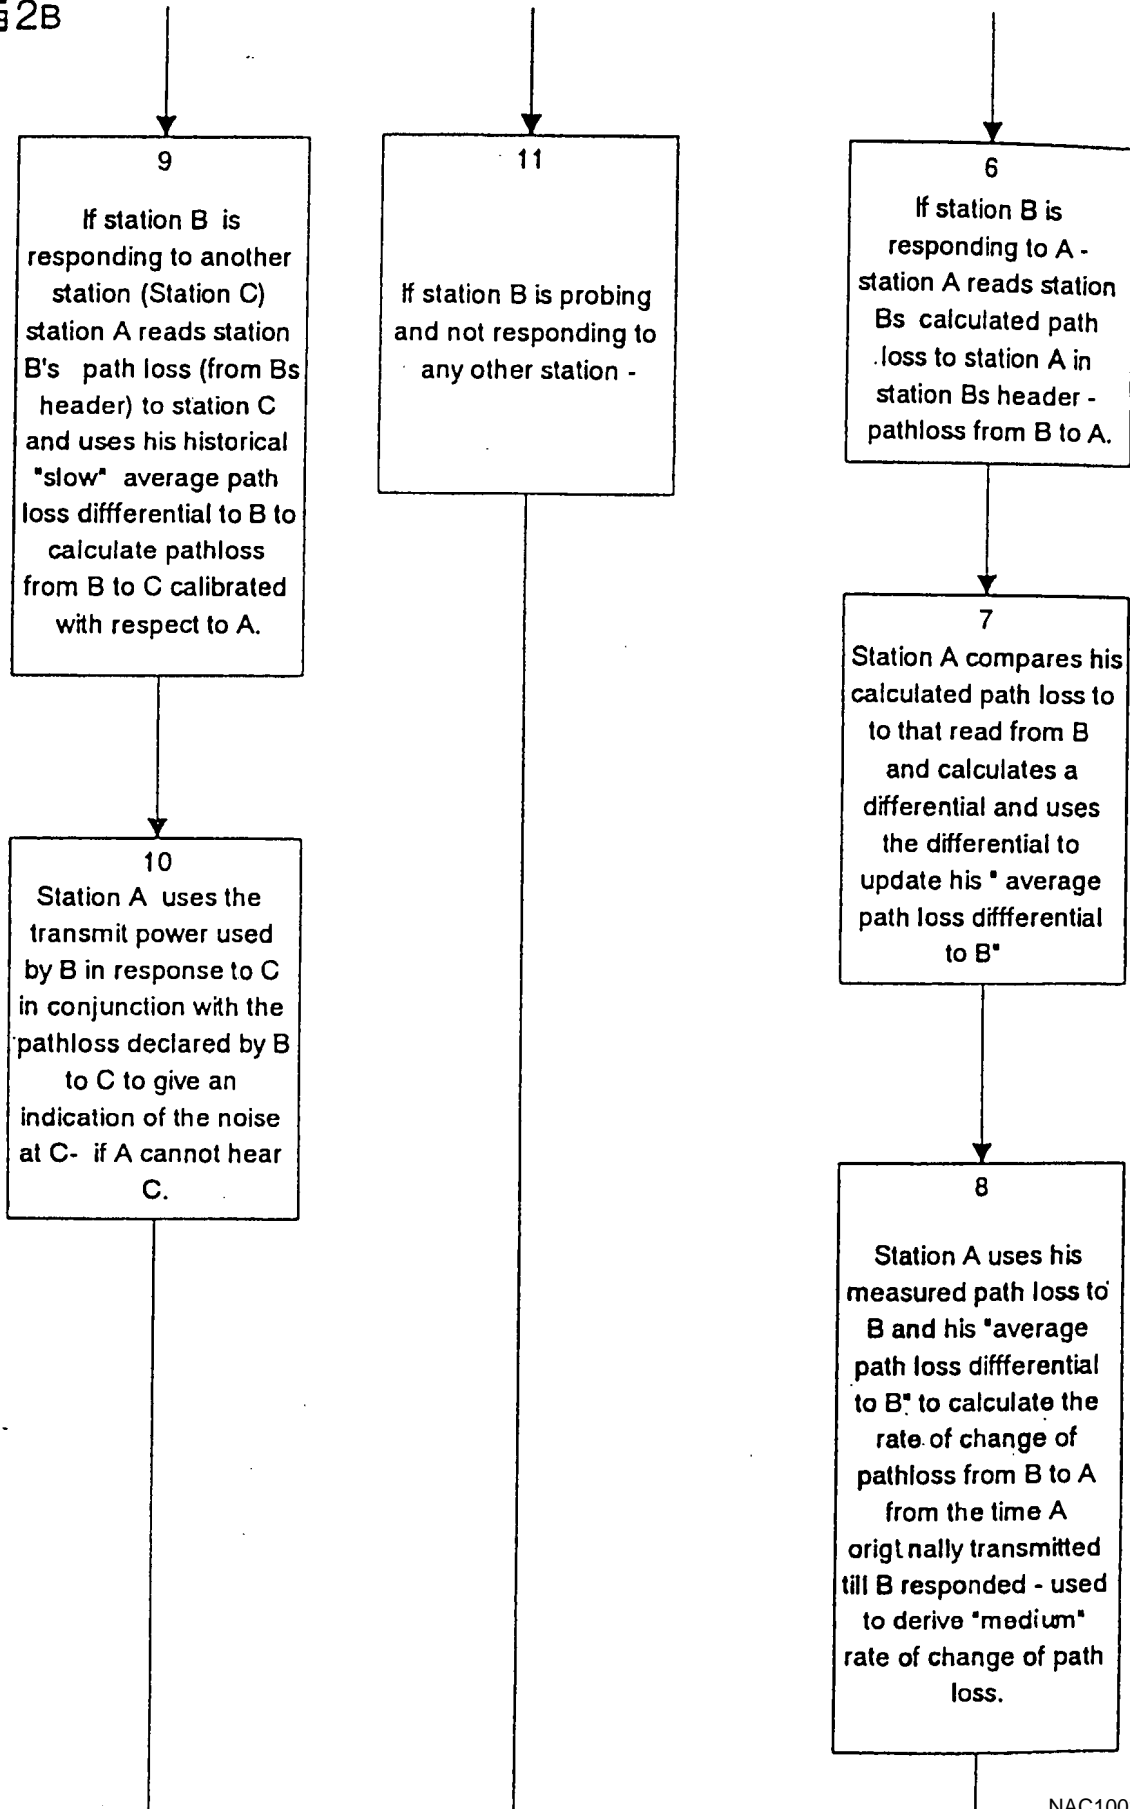 2B
9
If station B is
responding to another
station (Station C)
station A reads station
B's path loss (from Bs
header) to station C
and uses his historical
"slow" average path
loss diffferential to B to
calculate pathloss
from B to C calibrated
with respect to A.
10
Station A uses the
transmit power used
by B in response to C
in conjunction with the
pathloss declared by B
to C to give an
indication of the noise
at C- if A cannot hear
C.
11
If station B is probing
and not responding to
any other station -
6
If station B is
responding to A -
station A reads station
Bs calculated path
loss to station A in
station Bs header -
pathloss from B to A.
7
Station A compares his
calculated path loss to
to that read from B
and calculates a
differential and uses
the differential to
update his " average
path loss diffferential
to B"
8
Station A uses his
measured path loss to
B and his "average
path loss diffferential
to B" to calculate the
rate of change of
pathloss from B to A
from the time A
origt nally transmitted
till B responded - used
to derive "medium"
rate of change of path
loss.
NAC100